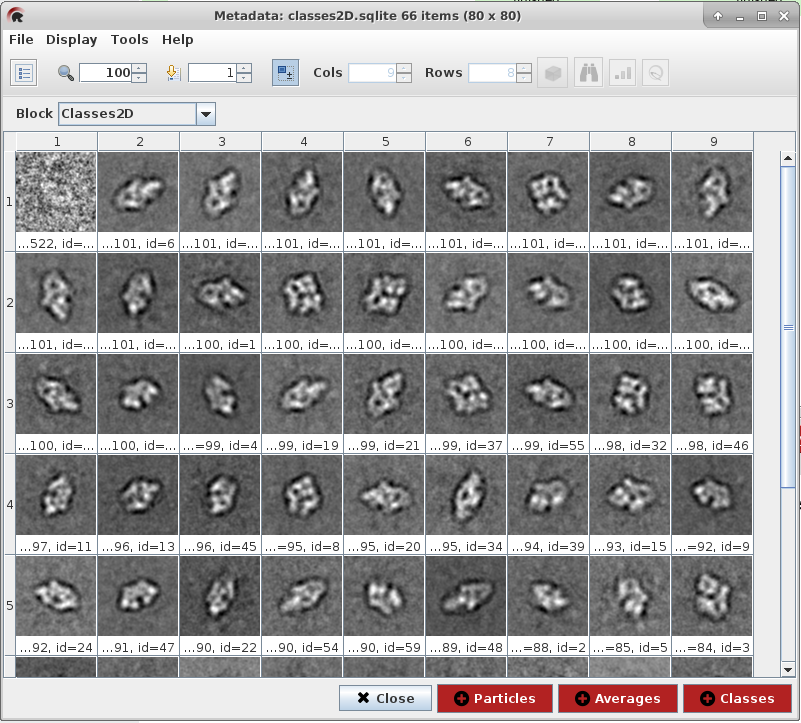 Metadata: classes2D.sqlite 66 items (80 x 80)
File Display Tools Help
100 1 Cols 9 Rows 8
Block Classes2D
1 2 3 4 5 6 7 8 9
1
...522, id=... ...101, id=6 ...101, id=... ...101, id=... ...101, id=... ...101, id=... ...101, id=... ...101, id=... ...101, id=...
2
...101, id=... ...101, id=... ...100, id=1 ...100, id=... ...100, id=... ...100, id=... ...100, id=... ...100, id=... ...100, id=...
3
...100, id=... ...100, id=... ...=99, id=4 ...99, id=19 ...99, id=21 ...99, id=37 ...99, id=55 ...98, id=32 ...98, id=46
4
...97, id=11 ...96, id=13 ...96, id=45 ...=95, id=8 ...95, id=20 ...95, id=34 ...94, id=39 ...93, id=15 ...=92, id=9
5
...92, id=24 ...91, id=47 ...90, id=22 ...90, id=54 ...90, id=59 ...89, id=48 ...=88, id=2 ...=85, id=5 ...=84, id=3
Close Particles Averages Classes